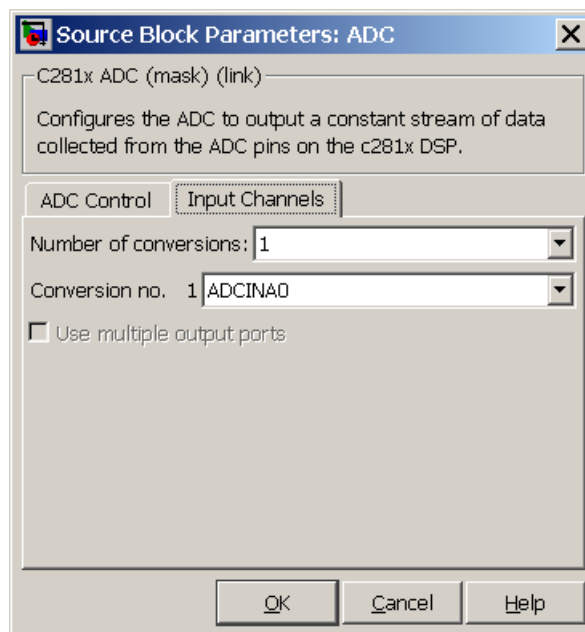 Source Block Parameters: ADC
C281x ADC (mask) (link)
Configures the ADC to output a constant stream of data
collected from the ADC pins on the c281x DSP.
ADC Control Input Channels
Number of conversions: 1
Conversion no. 1 ADCINA0
Use multiple output ports
OK Cancel Help